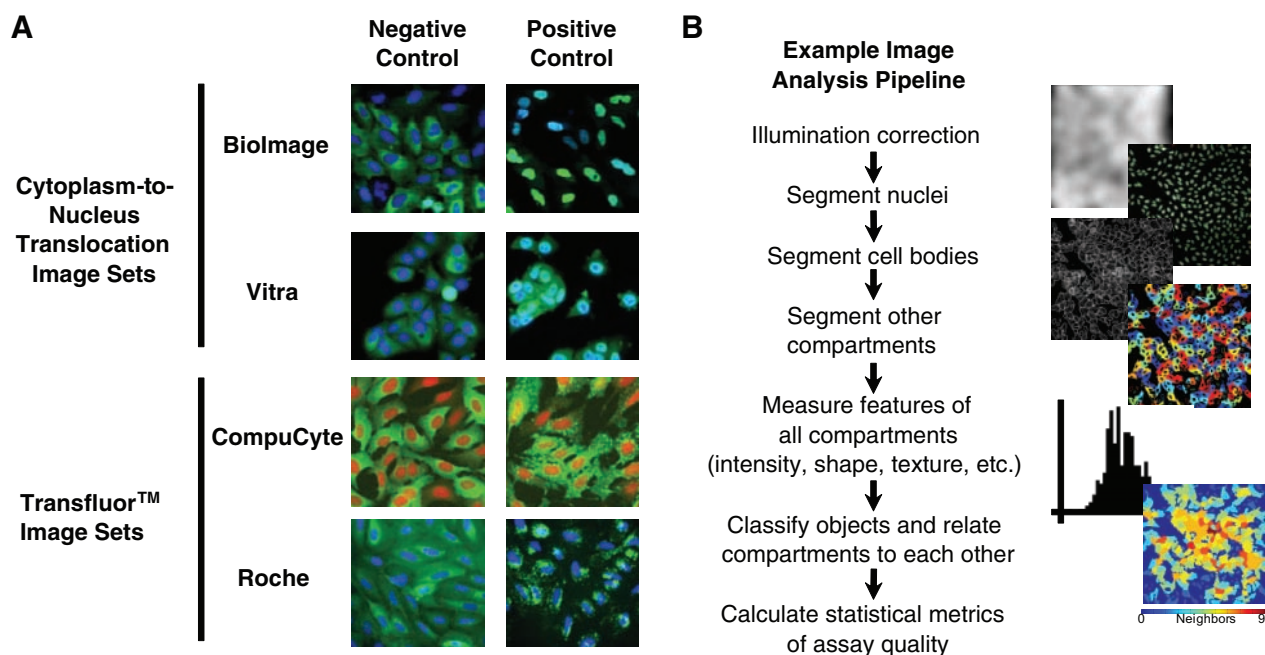 A
Negative
Control
Positive
Control
Cytoplasm-to-
Nucleus
Translocation
Image Sets
BioImage
Vitra
Transfluor™
Image Sets
CompuCyte
Roche
B
Example Image
Analysis Pipeline
Illumination correction
Segment nuclei
Segment cell bodies
Segment other
compartments
Measure features of
all compartments
(intensity, shape, texture, etc.)
Classify objects and relate
compartments to each other
Calculate statistical metrics
of assay quality
0 Neighbors 9